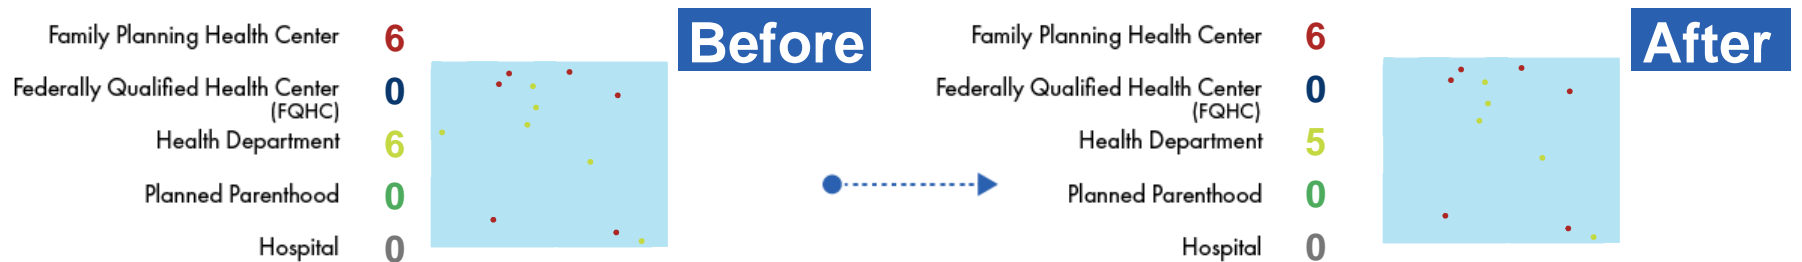 Before
Family Planning Health Center 6
Federally Qualified Health Center 0
(FQHC)
Health Department 6
Planned Parenthood 0
Hospital 0
After
Family Planning Health Center 6
Federally Qualified Health Center 0
(FQHC)
Health Department 5
Planned Parenthood 0
Hospital 0